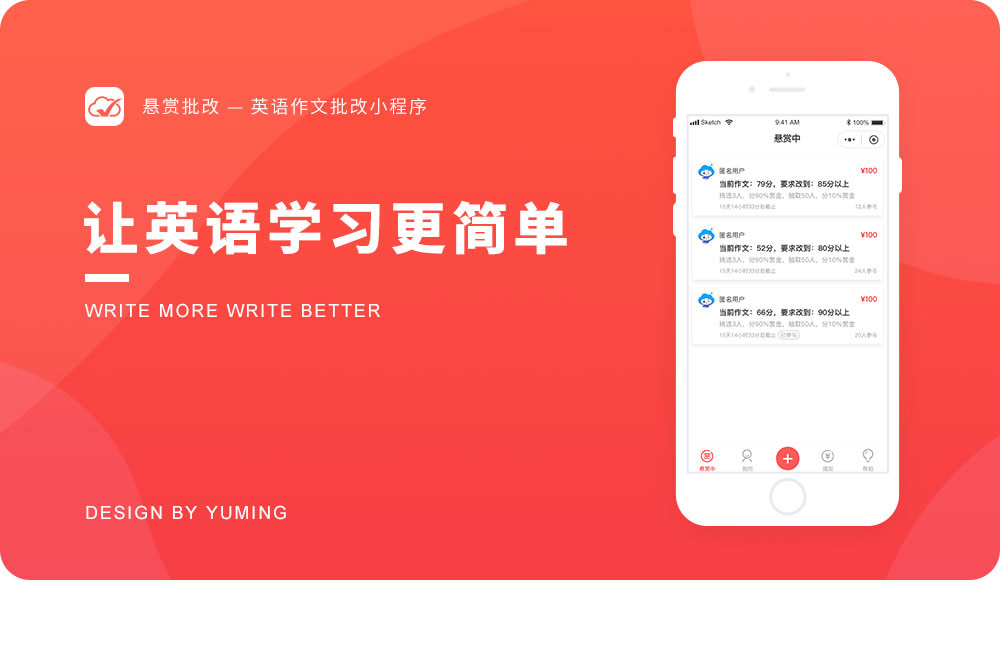 悬赏批改 — 英语作文批改小程序
让英语学习更简单
WRITE MORE WRITE BETTER
DESIGN BY YUMING
Sketch 9:41 AM 100%
悬赏中
匿名用户 ¥100
当前作文：79分，要求改到：85分以上
挑选3人，分90%赏金，抽取50人，分10%赏金
15天14小时33分后截止 12人参与
匿名用户 ¥100
当前作文：52分，要求改到：80分以上
挑选3人，分90%赏金，抽取50人，分10%赏金
15天14小时33分后截止 24人参与
匿名用户 ¥100
当前作文：66分，要求改到：90分以上
挑选3人，分90%赏金，抽取50人，分10%赏金
15天14小时33分后截止 已参与 20人参与
赏 ¥
悬赏中 我的 提现 帮助